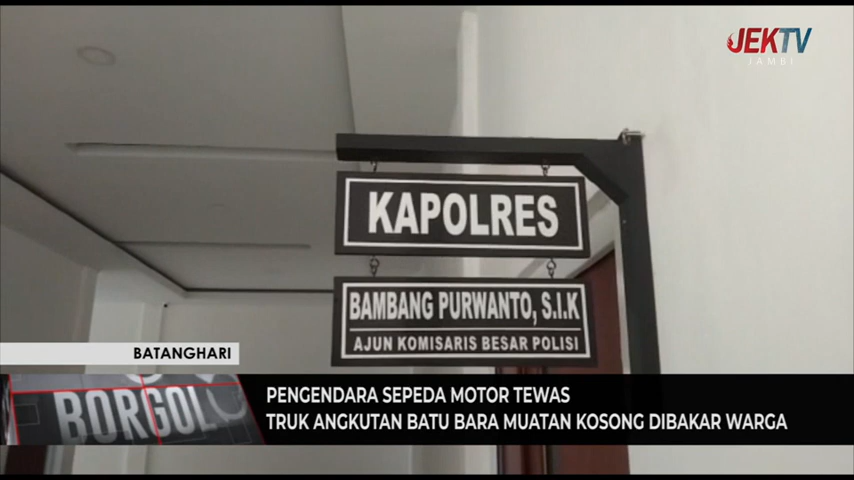 JEKTV
JAMBI
KAPOLRES
BAMBANG PURWANTO, S.I.K
AJUN KOMISARIS BESAR POLISI
BATANGHARI
BORGOL
PENGENDARA SEPEDA MOTOR TEWAS
TRUK ANGKUTAN BATU BARA MUATAN KOSONG DIBAKAR WARGA